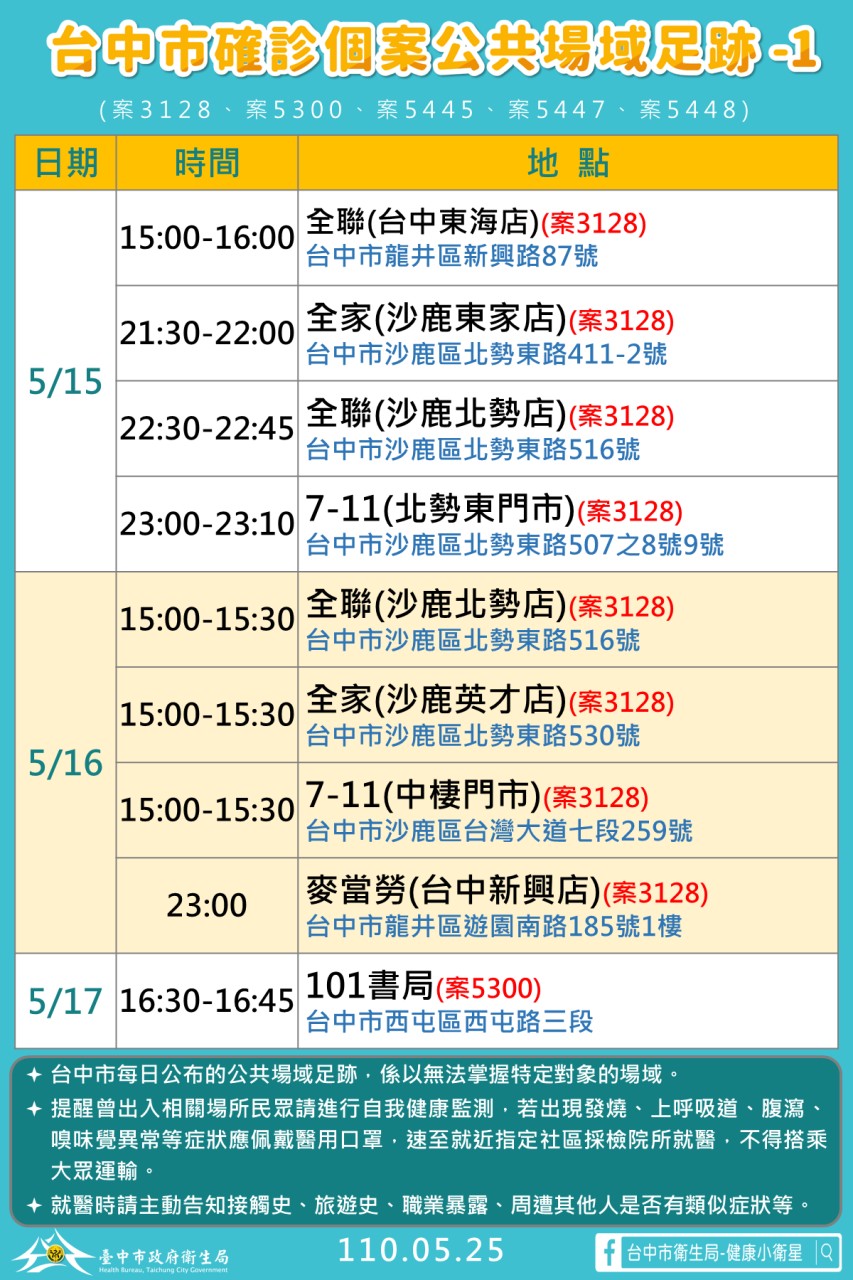 台中市確診個案公共場域足跡-1
(案3128、案5300、案5445、案5447、案5448)
日期 時間 地點
5/15
15:00-16:00 全聯(台中東海店)(案3128)
台中市龍井區新興路87號
21:30-22:00 全家(沙鹿東家店)(案3128)
台中市沙鹿區北勢東路411-2號
22:30-22:45 全聯(沙鹿北勢店)(案3128)
台中市沙鹿區北勢東路516號
23:00-23:10 7-11(北勢東門市)(案3128)
台中市沙鹿區北勢東路507之8號9號
5/16
15:00-15:30 全聯(沙鹿北勢店)(案3128)
台中市沙鹿區北勢東路516號
15:00-15:30 全家(沙鹿英才店)(案3128)
台中市沙鹿區北勢東路530號
15:00-15:30 7-11(中棲門市)(案3128)
台中市沙鹿區台灣大道七段259號
23:00 麥當勞(台中新興店)(案3128)
台中市龍井區遊園南路185號1樓
5/17 16:30-16:45 101書局(案5300)
台中市西屯區西屯路三段
台中市每日公布的公共場域足跡，係以無法掌握特定對象的場域。
提醒曾出入相關場所民眾請進行自我健康監測，若出現發燒、上呼吸道、腹瀉、
嗅味覺異常等症狀應佩戴醫用口罩，速至就近指定社區採檢院所就醫，不得搭乘
大眾運輸。
就醫時請主動告知接觸史、旅遊史、職業暴露、周遭其他人是否有類似症狀等。
臺中市政府衛生局
Health Bureau, Taichung City Government
110.05.25
台中市衛生局-健康小衛星